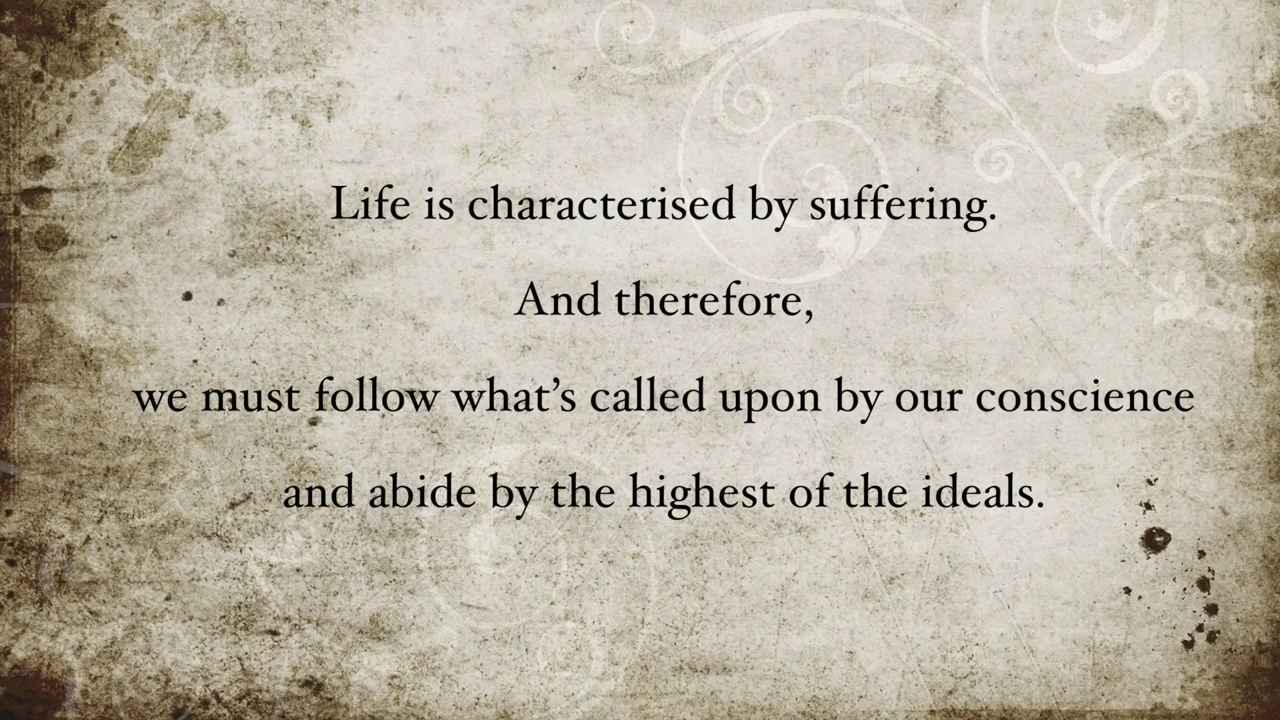 Life is characterised by suffering.
And therefore,
we must follow what’s called upon by our conscience
and abide by the highest of the ideals.